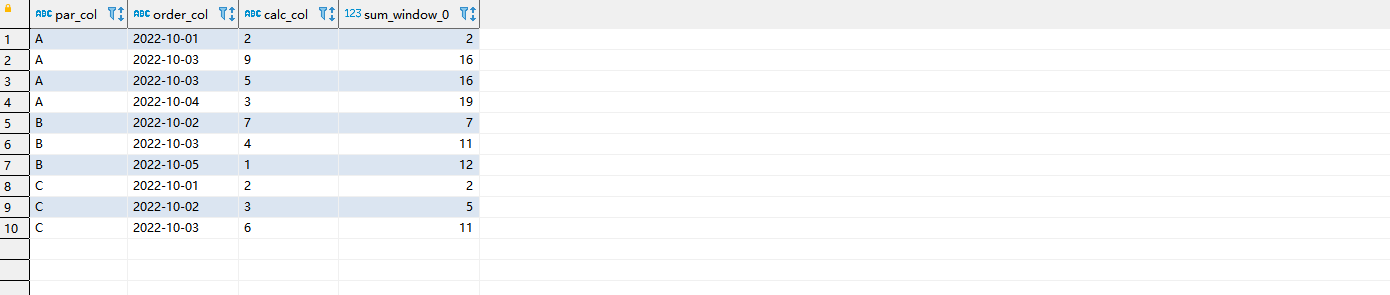 ABC par_col ABC order_col ABC calc_col 123 sum_window_0
1 A 2022-10-01 2 2
2 A 2022-10-03 9 16
3 A 2022-10-03 5 16
4 A 2022-10-04 3 19
5 B 2022-10-02 7 7
6 B 2022-10-03 4 11
7 B 2022-10-05 1 12
8 C 2022-10-01 2 2
9 C 2022-10-02 3 5
10 C 2022-10-03 6 11